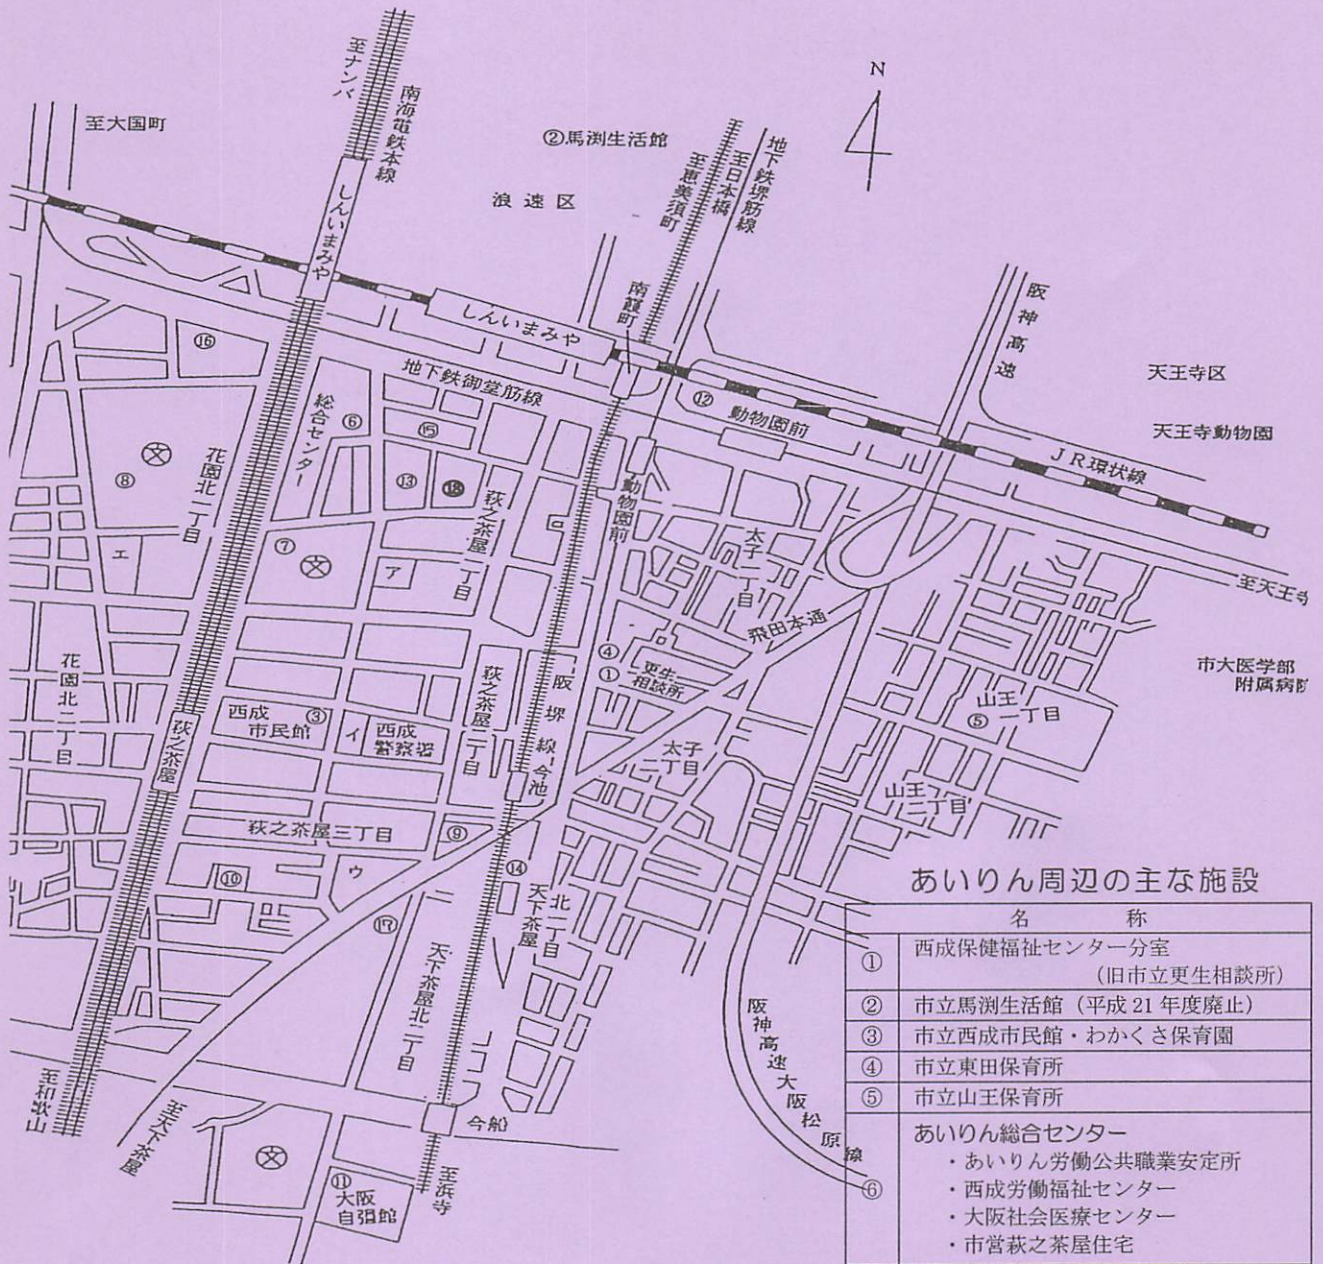 至ナンバ
南海電鉄本線
至大国町
②馬渕生活館
浪速区
N
至恵美須町
至日本橋
地下鉄堺筋線
しんいまみや
しんいまみや
南霞町
阪神高速
天王寺区
天王寺動物園
JR環状線
地下鉄御堂筋線
⑫
動物園前
⑯
総合センター
⑥
⑮
⑬
⑱
⑧
文
花園北一丁目
萩之茶屋一丁目
動物園前
太子一丁目
至天王寺
エ
⑦
文
ア
飛田本通
④
①
更生相談所
市大医学部
附属病院
花園北二丁目
萩之茶屋
西成市民館
③
イ
西成警察署
萩之茶屋二丁目
阪堺線
今池
太子二丁目
山王一丁目
⑤
山王二丁目
萩之茶屋三丁目
⑨
⑩
ウ
⑭
⑰
天下茶屋北一丁目
天下茶屋北二丁目
阪神高速大阪松原線
至和歌山
至天下茶屋
今船
文
⑪
大阪自彊館
至浜寺
あいりん周辺の主な施設
名称
① 西成保健福祉センター分室
(旧市立更生相談所)
② 市立馬渕生活館(平成21年度廃止)
③ 市立西成市民館・わかくさ保育園
④ 市立東田保育所
⑤ 市立山王保育所
⑥ あいりん総合センター
・あいりん労働公共職業安定所
・西成労働福祉センター
・大阪社会医療センター
・市営萩之茶屋住宅